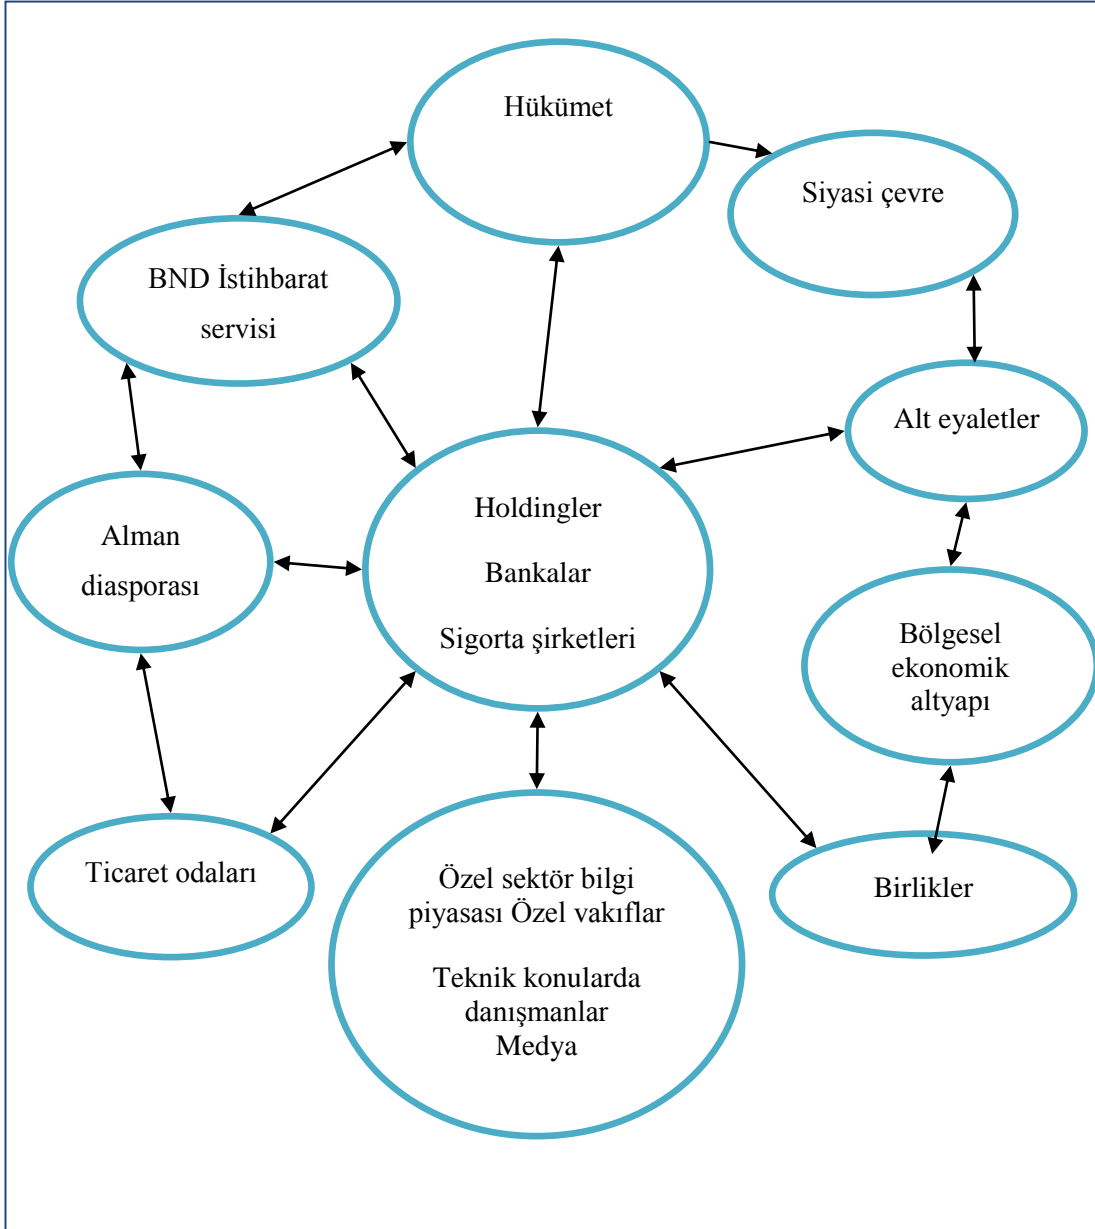 Hükümet
Siyasi çevre
BND İstihbarat
servisi
Alt eyaletler
Holdingler
Bankalar
Sigorta şirketleri
Alman
diasporası
Bölgesel
ekonomik
altyapı
Ticaret odaları
Özel sektör bilgi
piyasası Özel vakıflar
Teknik konularda
danışmanlar
Medya
Birlikler